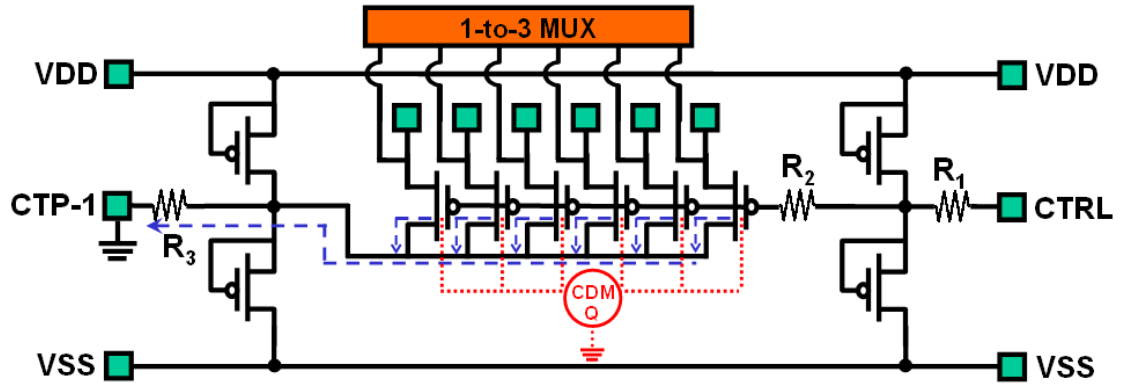 1-to-3 MUX
VDD
VDD
R2
R1
CTP-1
CTRL
R3
CDM
Q
VSS
VSS